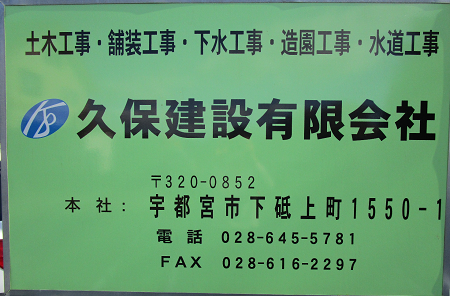 土木工事・舗装工事・下水工事・造園工事・水道工事
久保建設有限会社
〒320-0852
本社：宇都宮市下砥上町1550-1
電話 028-645-5781
FAX 028-616-2297